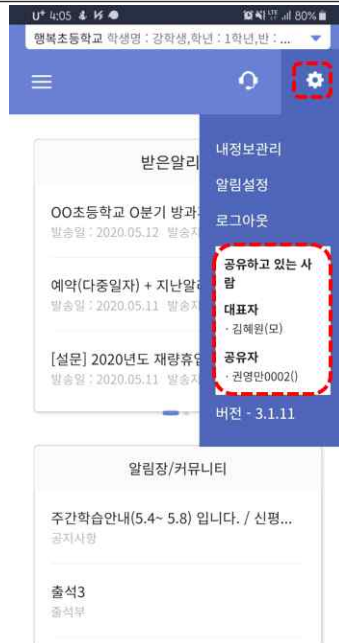 U+ 4:05
80%
행복초등학교 학생명 : 강학생,학년 : 1학년,반 : ...
받은알리
내정보관리
알림설정
로그아웃
OO초등학교 O분기 방과
발송일 : 2020.05.12 발송자
예약(다중일자) + 지난알
발송일 : 2020.05.11 발송자
[설문] 2020년도 재량휴업
발송일 : 2020.05.11 발송자
공유하고 있는 사
람
대표자
· 김혜원(모)
공유자
· 권영만0002()
버전 - 3.1.11
알림장/커뮤니티
주간학습안내(5.4~ 5.8) 입니다. / 신평...
공지사항
출석3
출석부